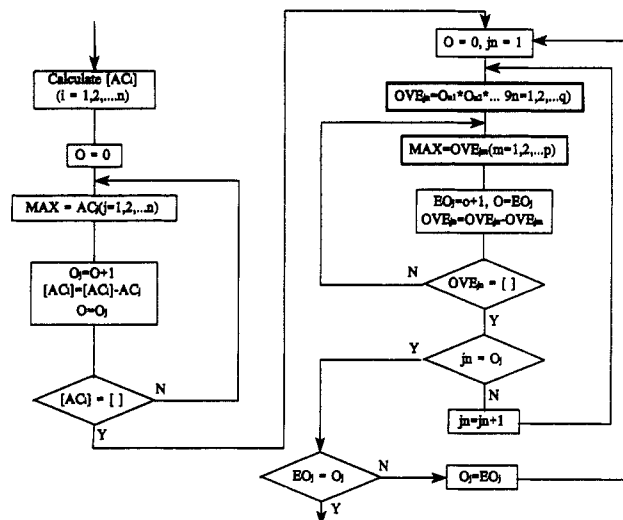 Calculate [ACi]
(i = 1,2,....n)
O = 0
MAX = ACj(j=1,2,...n)
Oj=O+1
[ACi]=[ACi]-ACj
O=Oj
[ACi] = [ ]
N
Y
O = 0, jn = 1
OVEjn=On1*On2*... 9n=1,2,...q)
MAX=OVEjm(m=1,2,...p)
EOj=o+1, O=EOj
OVEjn=OVEjn-OVEjm
N
OVEjn = [ ]
Y
Y
jn = Oj
N
jn=jn+1
EOj = Oj
N
Oj=EOj
Y